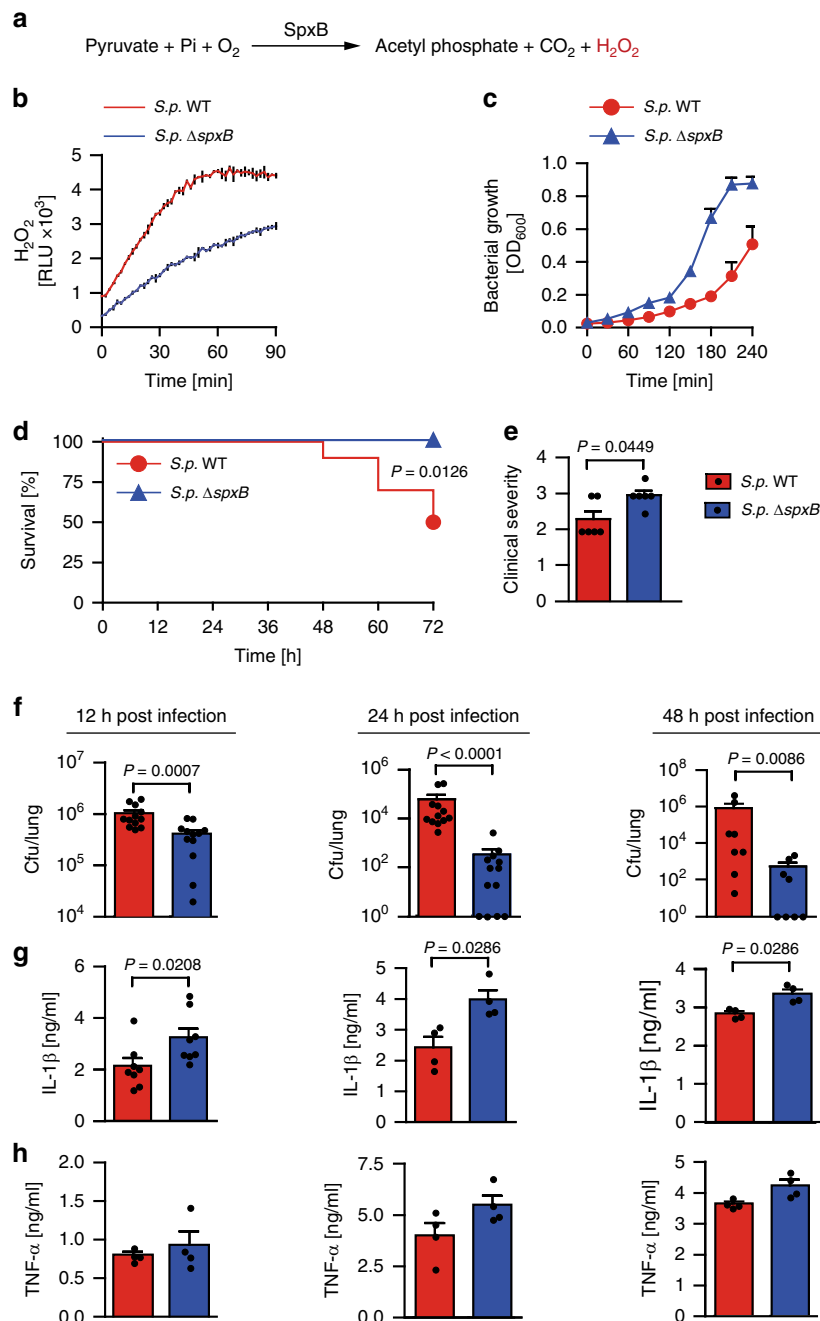 a
SpxB
Pyruvate + Pi + O₂ Acetyl phosphate + CO₂ + H₂O₂
b
S.p. WT
S.p. ΔspxB
5
4
3
2
1
0
H₂O₂
[RLU ×10³]
0 30 60 90
Time [min]
c
S.p. WT
S.p. ΔspxB
1.0
0.8
0.6
0.4
0.2
0.0
Bacterial growth
[OD₆₀₀]
0 60 120 180 240
Time [min]
d
100
75
50
25
0
Survival [%]
S.p. WT
S.p. ΔspxB
P = 0.0126
0 12 24 36 48 60 72
Time [h]
e
P = 0.0449
4
3
2
1
0
Clinical severity
S.p. WT
S.p. ΔspxB
f
12 h post infection
P = 0.0007
10⁷
10⁶
10⁵
10⁴
Cfu/lung
24 h post infection
P < 0.0001
10⁶
10⁴
10²
10⁰
Cfu/lung
48 h post infection
P = 0.0086
10⁸
10⁶
10⁴
10²
10⁰
Cfu/lung
g
P = 0.0208
6
4
2
0
IL-1β [ng/ml]
P = 0.0286
5
4
3
2
1
0
IL-1β [ng/ml]
P = 0.0286
4
3
2
1
0
IL-1β [ng/ml]
h
2.0
1.5
1.0
0.5
0.0
TNF-α [ng/ml]
7.5
5.0
2.5
0.0
TNF-α [ng/ml]
5
4
3
2
1
0
TNF-α [ng/ml]